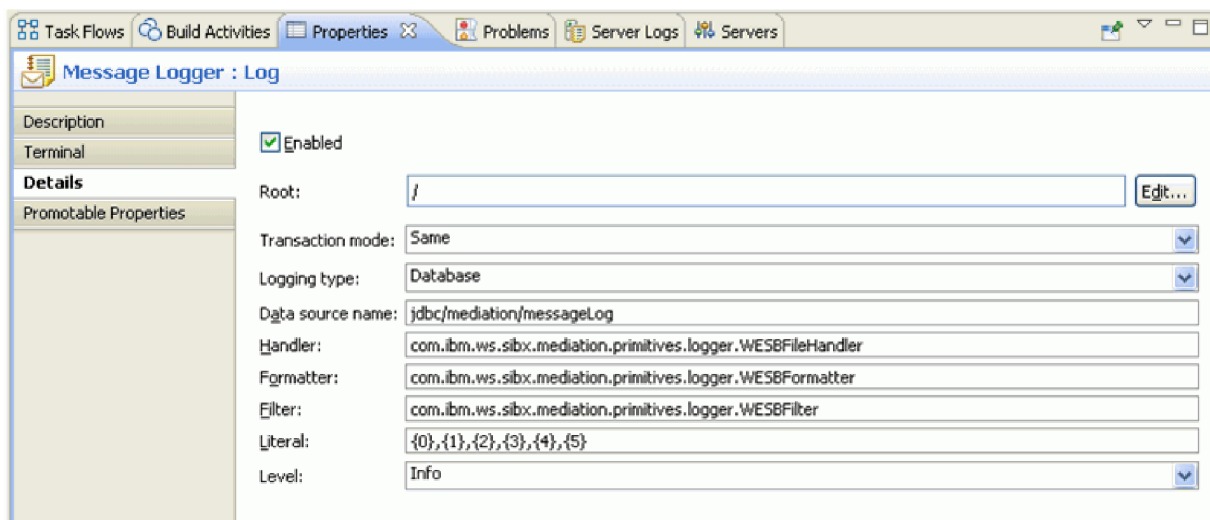 Task Flows Build Activities Properties Problems Server Logs Servers
Message Logger : Log
Description
Terminal
Details
Promotable Properties
Enabled
Root: / Edit...
Transaction mode: Same
Logging type: Database
Data source name: jdbc/mediation/messageLog
Handler: com.ibm.ws.sibx.mediation.primitives.logger.WESBFileHandler
Formatter: com.ibm.ws.sibx.mediation.primitives.logger.WESBFormatter
Filter: com.ibm.ws.sibx.mediation.primitives.logger.WESBFilter
Literal: {0},{1},{2},{3},{4},{5}
Level: Info